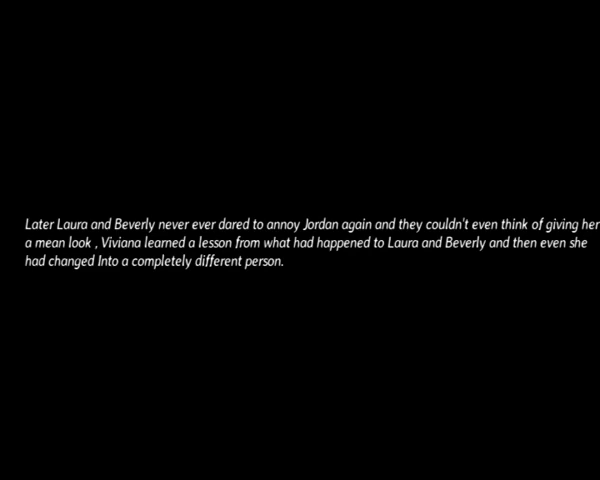 Later Laura and Beverly never ever dared to annoy Jordan again and they couldn't even think of giving her
a mean look , Viviana learned a lesson from what had happened to Laura and Beverly and then even she
had changed Into a completely different person.